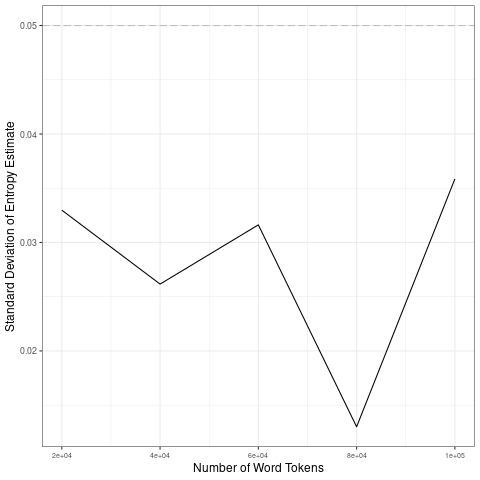 0.05
0.04
0.03
0.02
Standard Deviation of Entropy Estimate
2e+04 4e+04 6e+04 8e+04 1e+05
Number of Word Tokens